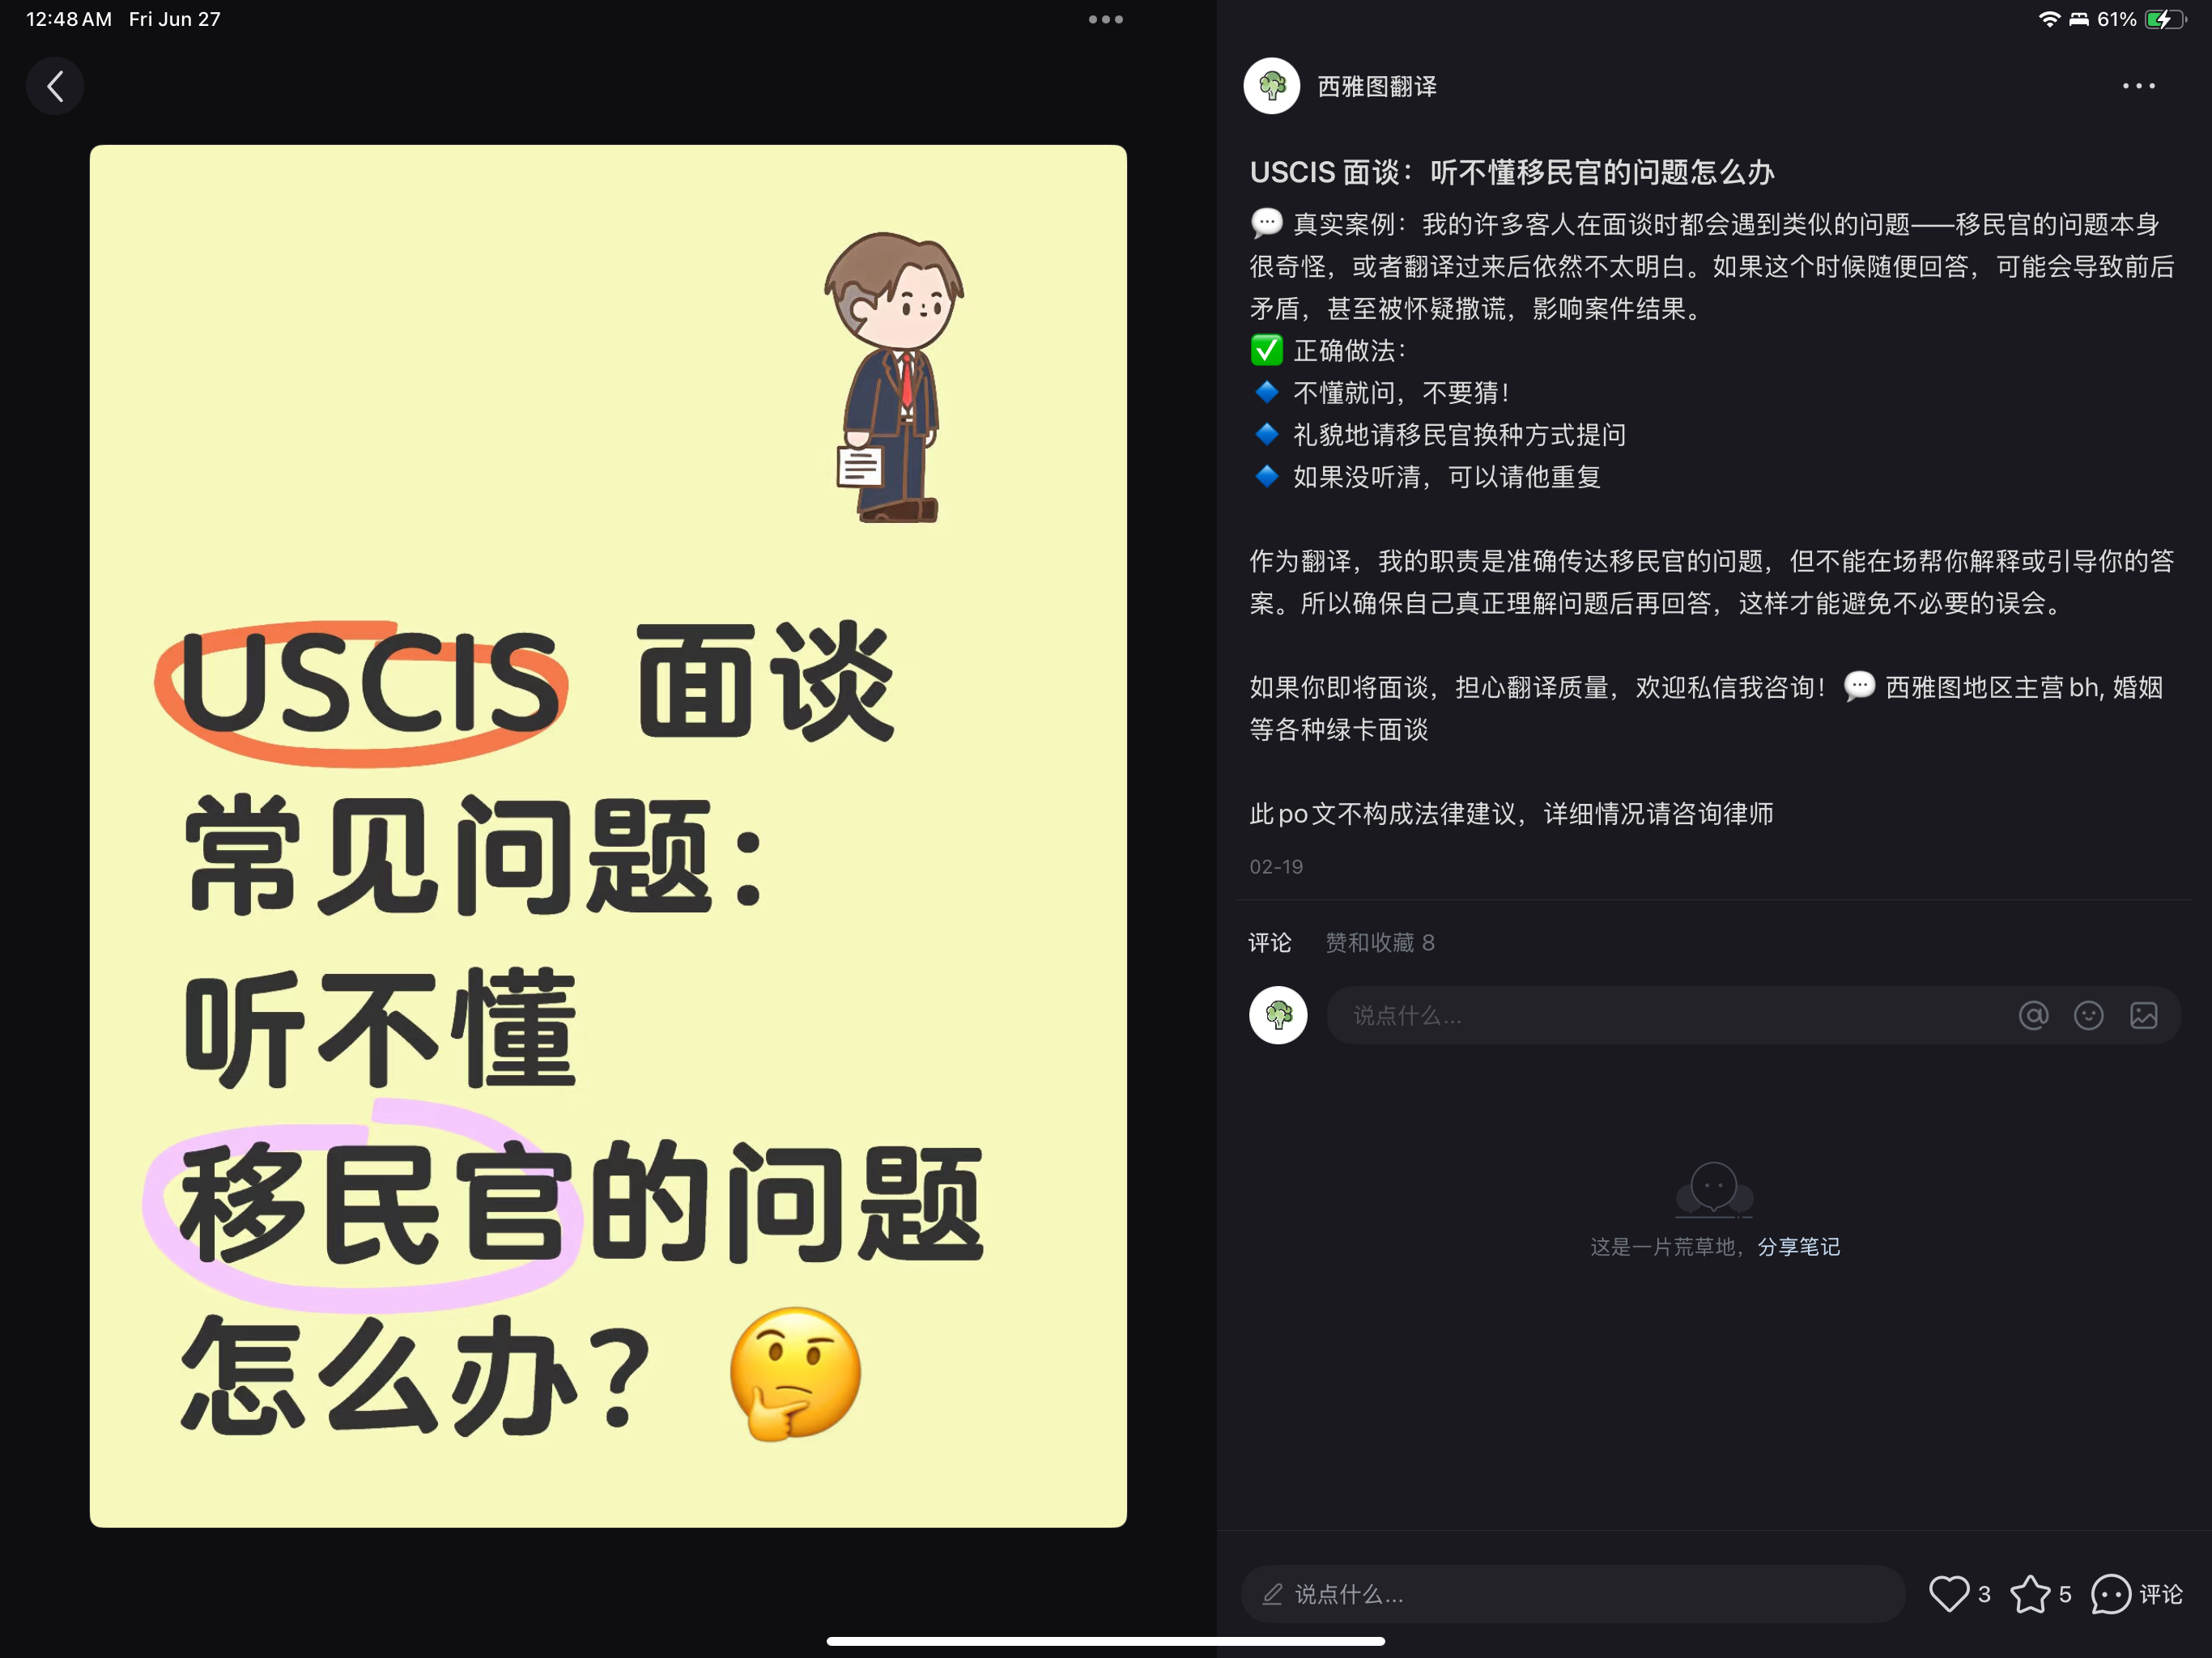 12:48 AM Fri Jun 27
61%
USCIS 面谈
常见问题：
听不懂
移民官的问题
怎么办？
西雅图翻译
USCIS 面谈：听不懂移民官的问题怎么办
💬 真实案例：我的许多客人在面谈时都会遇到类似的问题——移民官的问题本身
很奇怪，或者翻译过来后依然不太明白。如果这个时候随便回答，可能会导致前后
矛盾，甚至被怀疑撒谎，影响案件结果。
✅ 正确做法：
🔹 不懂就问，不要猜！
🔹 礼貌地请移民官换种方式提问
🔹 如果没听清，可以请他重复
作为翻译，我的职责是准确传达移民官的问题，但不能在场帮你解释或引导你的答
案。所以确保自己真正理解问题后再回答，这样才能避免不必要的误会。
如果你即将面谈，担心翻译质量，欢迎私信我咨询！💬 西雅图地区主营bh, 婚姻
等各种绿卡面谈
此po文不构成法律建议，详细情况请咨询律师
02-19
评论 赞和收藏 8
说点什么...
这是一片荒草地，分享笔记
说点什么...
3 5 评论